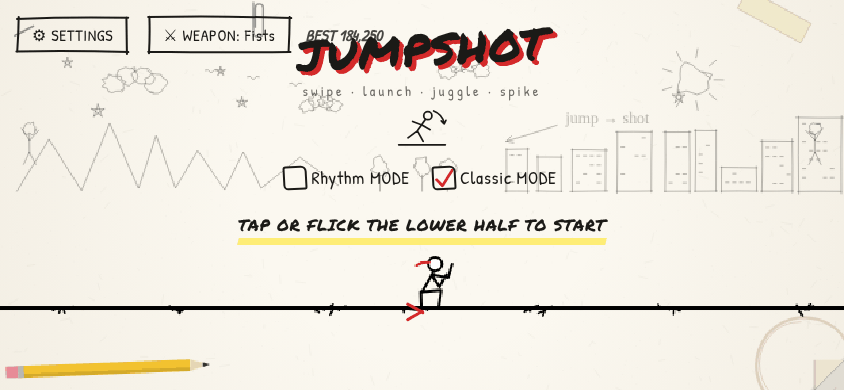 ⚙ SETTINGS
⚔ WEAPON: Fists
BEST 184,250
JUMPSHOT
swipe · launch · juggle · spike
jump → shot
Rhythm MODE
Classic MODE
TAP OR FLICK THE LOWER HALF TO START